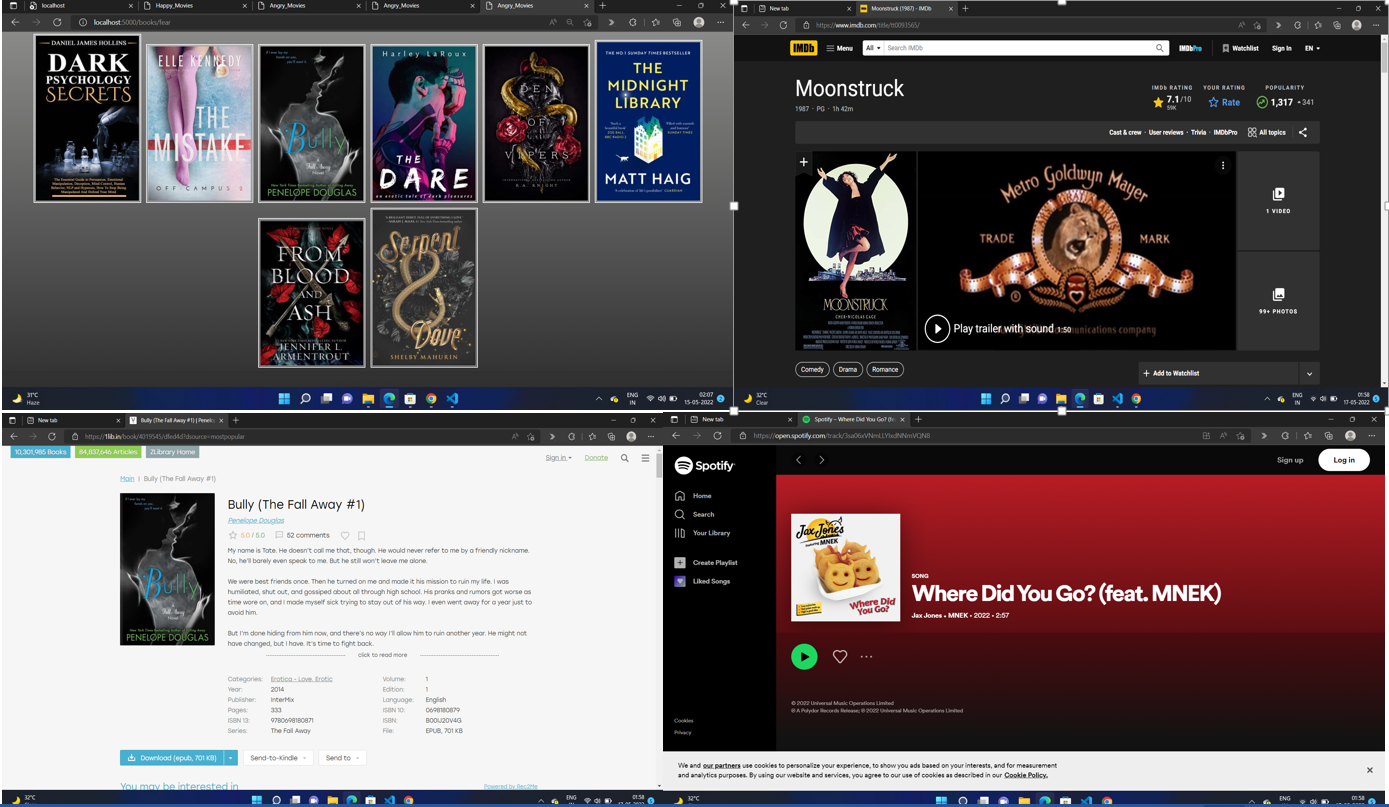 localhost
Happy_Movies
Angry_Movies
Angry_Movies
Angry_Movies
localhost:5000/books/fear
DANIEL JAMES HOLLINS
DARK
PSYCHOLOGY
SECRETS
ELLE KENNEDY
THE
MISTAKE
OFF CAMPUS 2
Bully
PENELOPE DOUGLAS
Harley LaRoux
THE
DARE
an erotic tale of dark pleasures
DEN
OF
VIPERS
K.A. KNIGHT
THE NO.1 SUNDAY TIMES BESTSELLER
THE
MIDNIGHT
LIBRARY
MATT HAIG
FROM
BLOOD
AND
ASH
JENNIFER L.
ARMENTROUT
Serpent
&
Dove
SHELBY MAHURIN
31°C
Haze
ENG
IN
02:07
15-05-2022
New tab
Moonstruck (1987) - IMDb
https://www.imdb.com/title/tt0093565/
IMDb
Menu
All
Search IMDb
IMDbPro
Watchlist
Sign In
EN
Moonstruck
1987 · PG · 1h 42m
IMDb RATING
7.1/10
59K
YOUR RATING
Rate
POPULARITY
1,317
341
Cast & crew · User reviews · Trivia · IMDbPro
All topics
MOONSTRUCK
CHER · NICOLAS CAGE
Metro Goldwyn Mayer
TRADE
MARK
Play trailer with sound 1:50
1 VIDEO
99+ PHOTOS
Comedy
Drama
Romance
Add to Watchlist
32°C
Clear
ENG
IN
01:58
17-05-2022
New tab
Bully (The Fall Away #1) | Penelo
https://1lib.in/book/4019545/dfed4d?dsource=mostpopular
10,301,985 Books
84,837,646 Articles
ZLibrary Home
Sign in
Donate
Main | Bully (The Fall Away #1)
Bully
PENELOPE DOUGLAS
Bully (The Fall Away #1)
Penelope Douglas
5.0 / 5.0
52 comments
My name is Tate. He doesn't call me that, though. He would never refer to me by a friendly nickname.
No, he'll barely even speak to me. But he still won't leave me alone.
We were best friends once. Then he turned on me and made it his mission to ruin my life. I was
humiliated, shut out, and gossiped about all through high school. His pranks and rumors got worse as
time wore on, and I made myself sick trying to stay out of his way. I even went away for a year just to
avoid him.
But I'm done hiding from him now, and there's no way I'll allow him to ruin another year. He might not
have changed, but I have. It's time to fight back.
click to read more
Categories: Erotica - Love, Erotic
Volume: 1
Year: 2014
Edition: 1
Publisher: InterMix
Language: English
Pages: 333
ISBN 10: 0698180879
ISBN 13: 9780698180871
ISBN: B00IJ20V4G
Series: The Fall Away
File: EPUB, 701 KB
Download (epub, 701 KB)
Send-to-Kindle
Send to
You may be interested in
Powered by Rec2Me
32°C
ENG
01:58
New tab
Spotify – Where Did You Go? (fe
https://open.spotify.com/track/3sa06xVNmLLYIxdNNmVQN8
Spotify
Home
Search
Your Library
Create Playlist
Liked Songs
Cookies
Privacy
Sign up
Log in
Jax Jones
MNEK
Where Did
You Go?
SONG
Where Did You Go? (feat. MNEK)
Jax Jones • MNEK • 2022 • 2:57
© 2022 Universal Music Operations Limited
℗ A Polydor Records Release; ℗ 2022 Universal Music Operations Limited
We and our partners use cookies to personalize your experience, to show you ads based on your interests, and for measurement
and analytics purposes. By using our website and services, you agree to our use of cookies as described in our Cookie Policy.
32°C
ENG
01:58